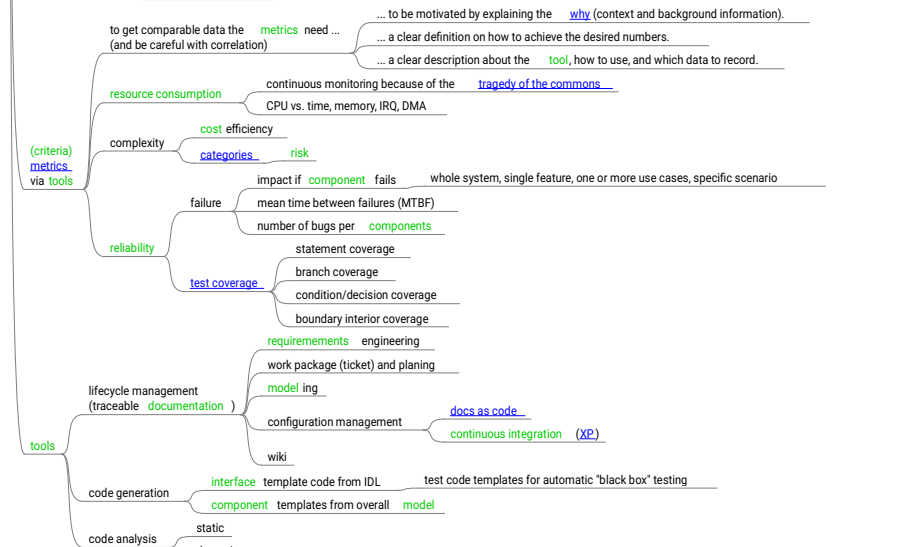 to get comparable data the metrics need ...
(and be careful with correlation)
... to be motivated by explaining the why (context and background information).
... a clear definition on how to achieve the desired numbers.
... a clear description about the tool, how to use, and which data to record.
resource consumption
continuous monitoring because of the tragedy of the commons
CPU vs. time, memory, IRQ, DMA
(criteria)
metrics
via tools
complexity
cost efficiency
categories
risk
reliability
failure
impact if component fails
whole system, single feature, one or more use cases, specific scenario
mean time between failures (MTBF)
number of bugs per components
test coverage
statement coverage
branch coverage
condition/decision coverage
boundary interior coverage
tools
lifecycle management
(traceable documentation )
requiremements engineering
work package (ticket) and planing
model ing
configuration management
docs as code
continuous integration (XP)
wiki
code generation
interface template code from IDL
test code templates for automatic "black box" testing
component templates from overall model
code analysis
static